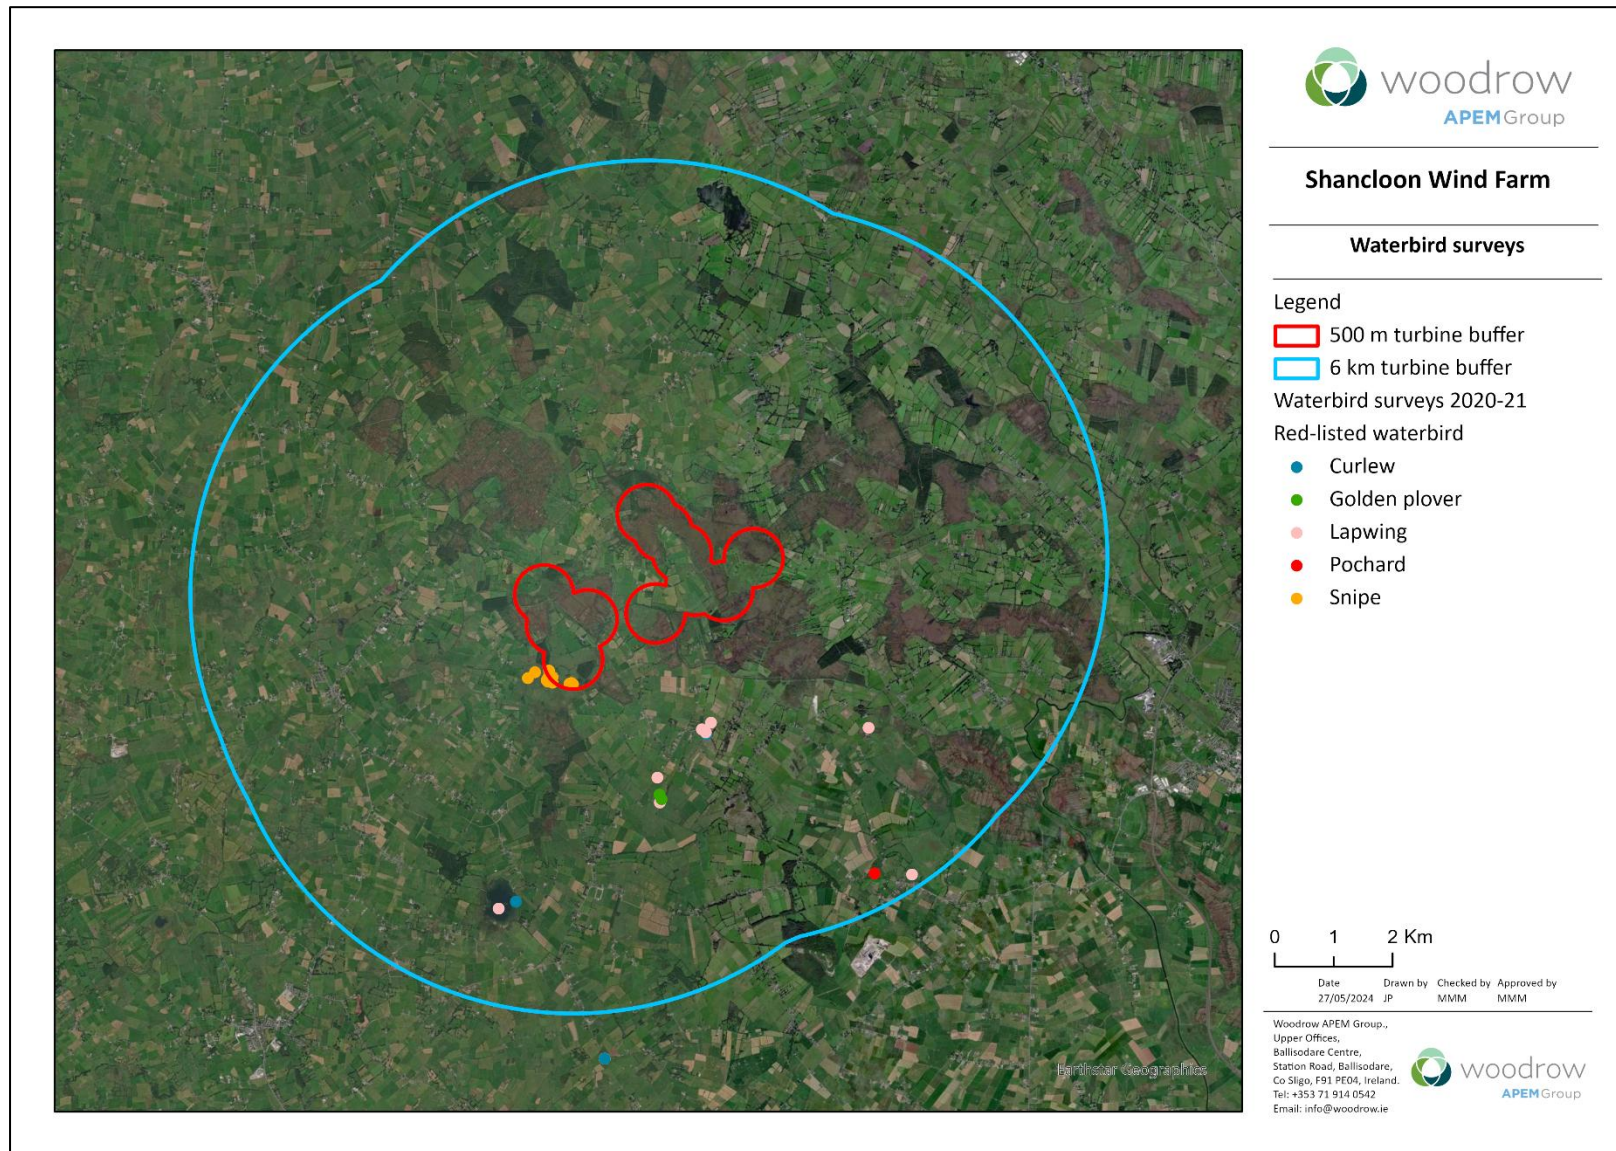 woodrow
APEMGroup
Shancloon Wind Farm
Waterbird surveys
Legend
500 m turbine buffer
6 km turbine buffer
Waterbird surveys 2020-21
Red-listed waterbird
Curlew
Golden plover
Lapwing
Pochard
Snipe
0 1 2 Km
Date Drawn by Checked by Approved by
27/05/2024 JP MMM MMM
Woodrow APEM Group.,
Upper Offices,
Ballisodare Centre,
Station Road, Ballisodare,
Co Sligo, F91 PE04, Ireland.
Tel: +353 71 914 0542
Email: info@woodrow.ie
woodrow
APEMGroup
Earthstar Geographics